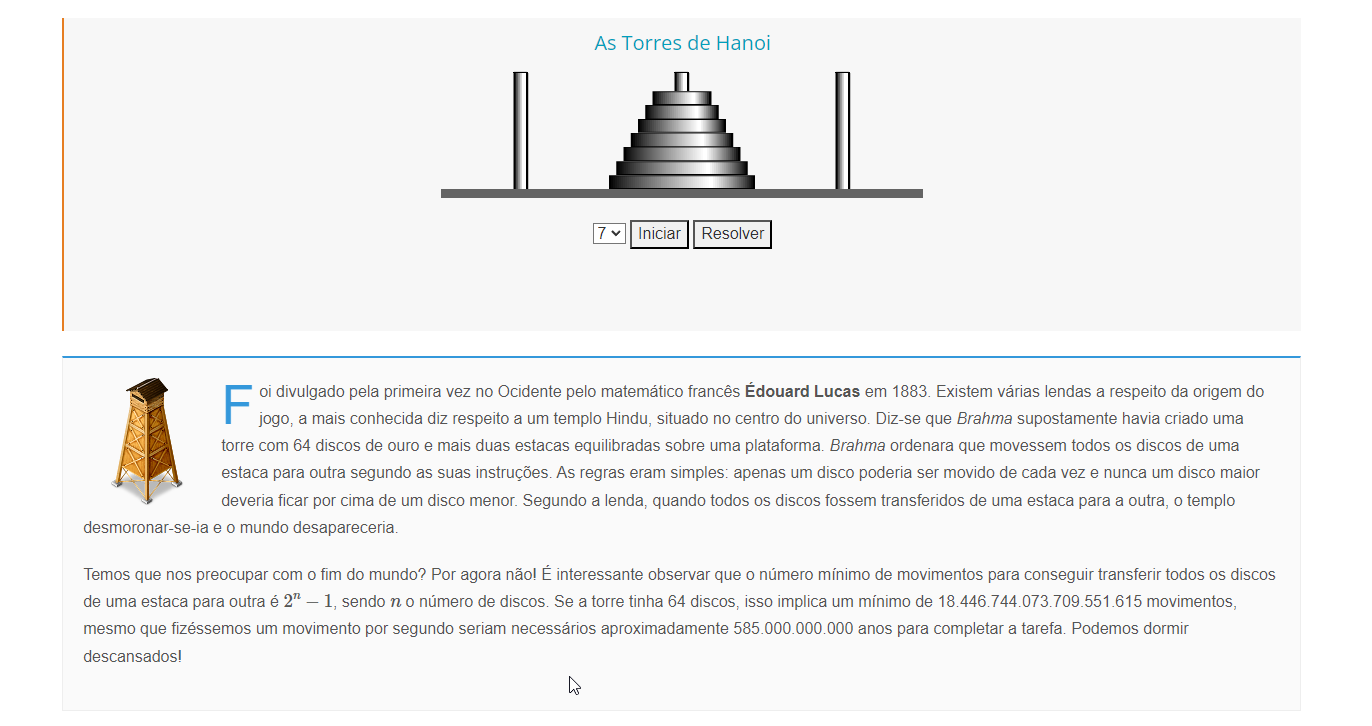 As Torres de Hanoi
7 Iniciar Resolver
Foi divulgado pela primeira vez no Ocidente pelo matemático francês Édouard Lucas em 1883. Existem várias lendas a respeito da origem do
jogo, a mais conhecida diz respeito a um templo Hindu, situado no centro do universo. Diz-se que Brahma supostamente havia criado uma
torre com 64 discos de ouro e mais duas estacas equilibradas sobre uma plataforma. Brahma ordenara que movessem todos os discos de uma
estaca para outra segundo as suas instruções. As regras eram simples: apenas um disco poderia ser movido de cada vez e nunca um disco maior
deveria ficar por cima de um disco menor. Segundo a lenda, quando todos os discos fossem transferidos de uma estaca para a outra, o templo
desmoronar-se-ia e o mundo desapareceria.
Temos que nos preocupar com o fim do mundo? Por agora não! É interessante observar que o número mínimo de movimentos para conseguir transferir todos os discos
de uma estaca para outra é 2ⁿ − 1, sendo n o número de discos. Se a torre tinha 64 discos, isso implica um mínimo de 18.446.744.073.709.551.615 movimentos,
mesmo que fizéssemos um movimento por segundo seriam necessários aproximadamente 585.000.000.000 anos para completar a tarefa. Podemos dormir
descansados!